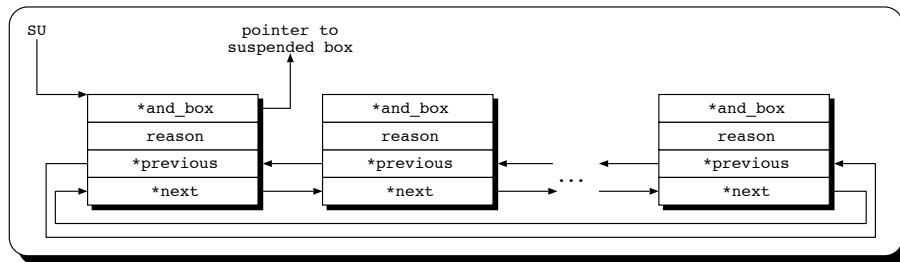 SU
pointer to
suspended box
*and_box
reason
*previous
*next
*and_box
reason
*previous
*next
...
*and_box
reason
*previous
*next